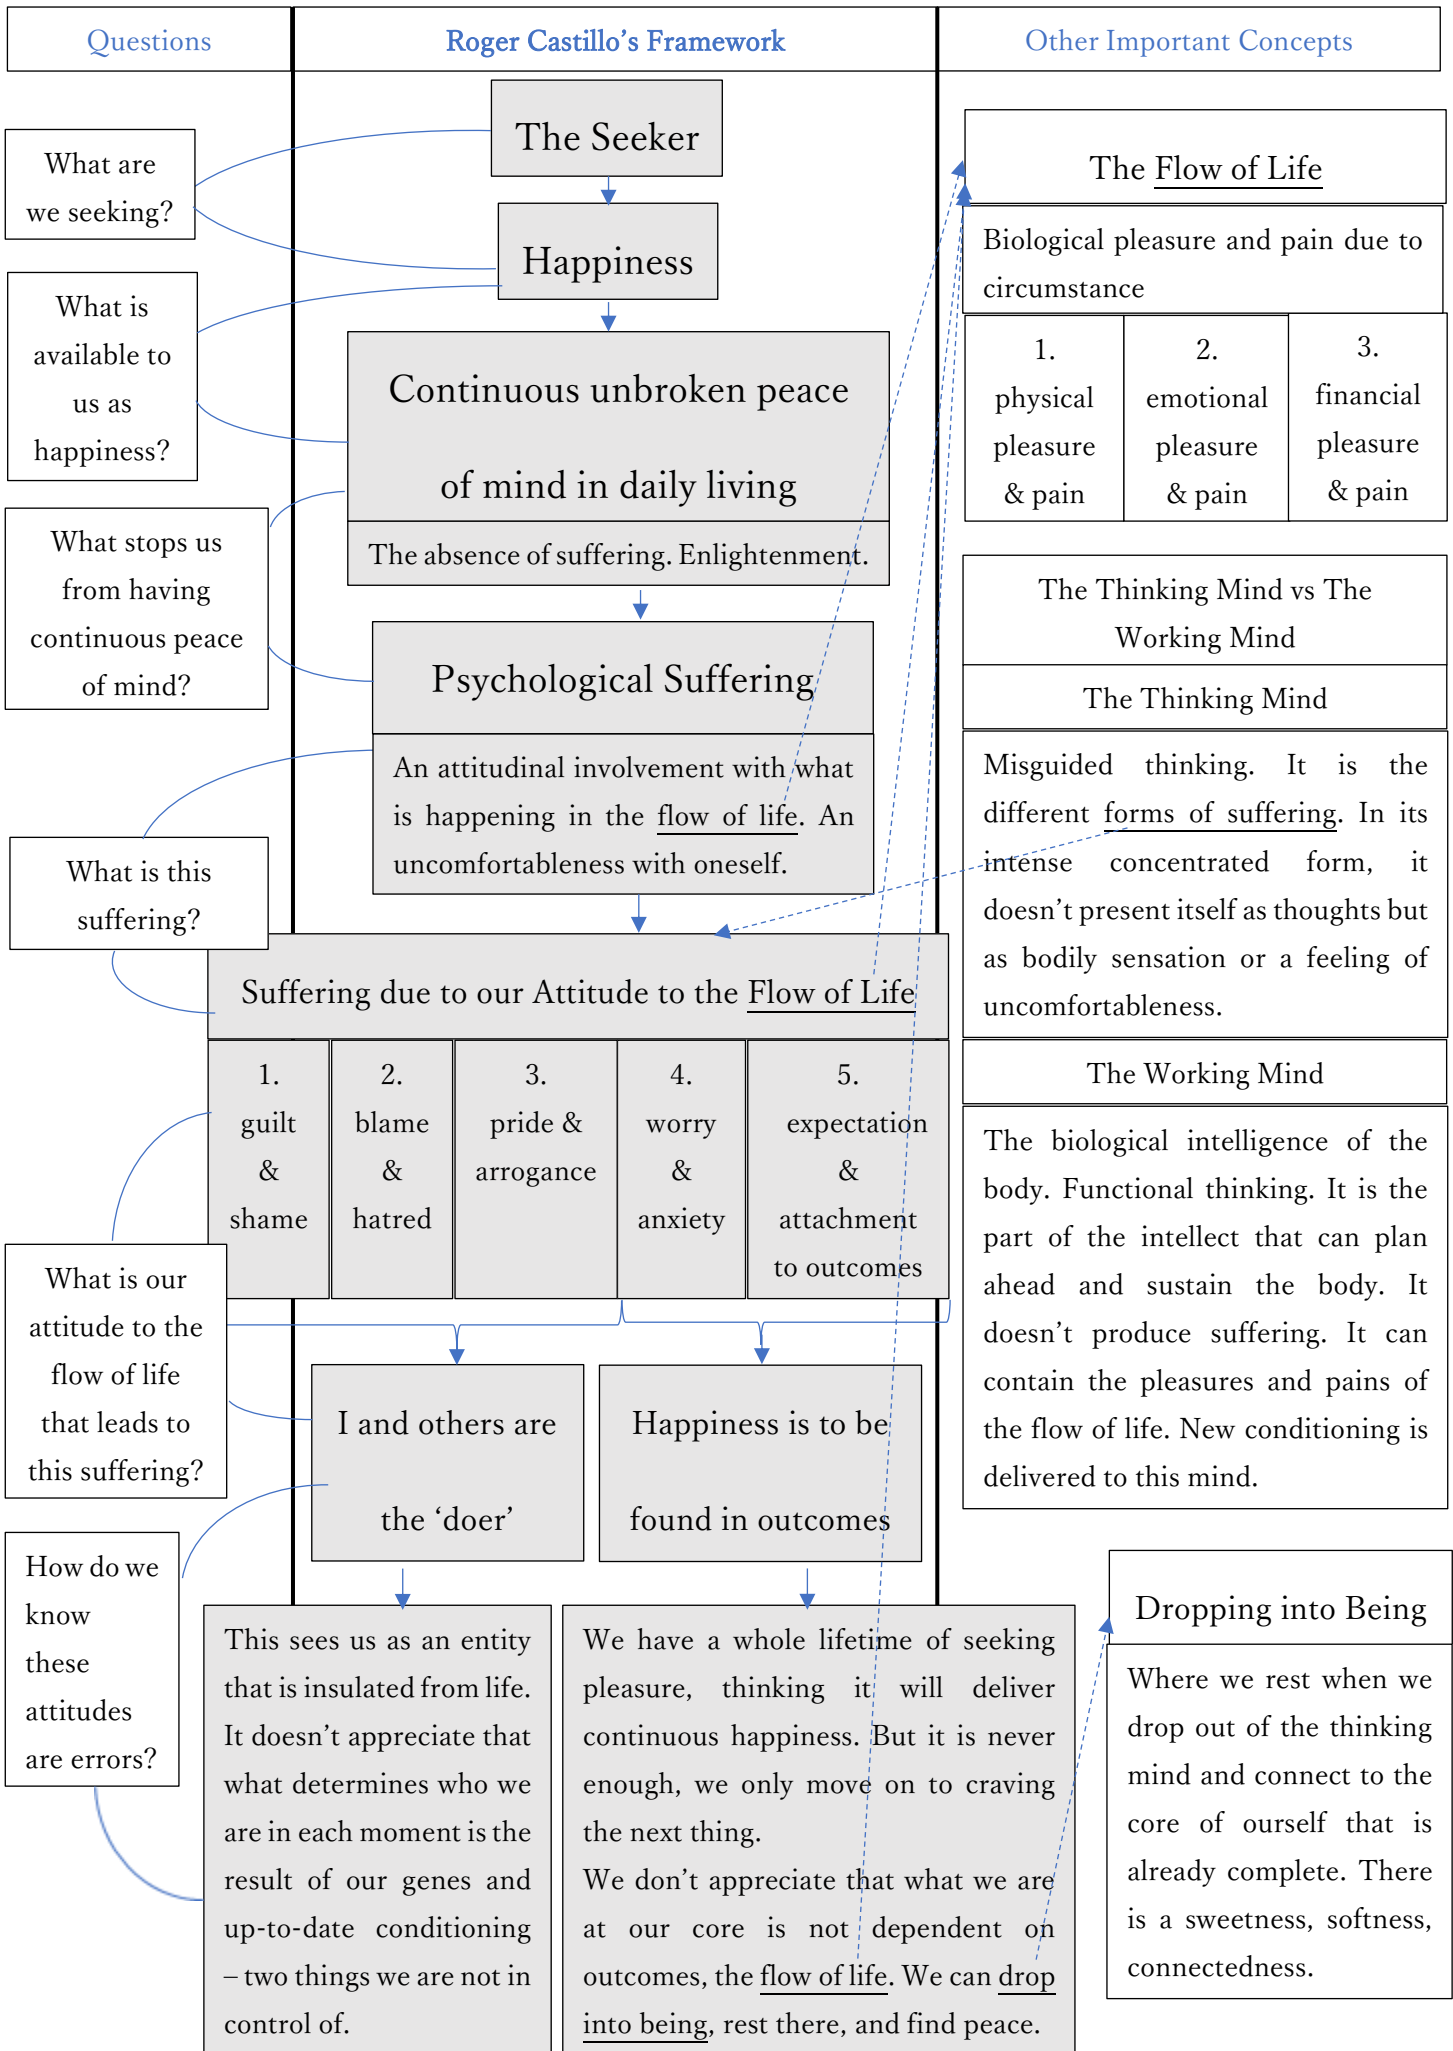 Questions
Roger Castillo's Framework
Other Important Concepts
What are
we seeking?
What is
available to
us as
happiness?
What stops us
from having
continuous peace
of mind?
What is this
suffering?
What is our
attitude to the
flow of life
that leads to
this suffering?
How do we
know
these
attitudes
are errors?
The Seeker
Happiness
Continuous unbroken peace
of mind in daily living
The absence of suffering. Enlightenment.
Psychological Suffering
An attitudinal involvement with what
is happening in the flow of life. An
uncomfortableness with oneself.
Suffering due to our Attitude to the Flow of Life
1.
guilt
&
shame
2.
blame
&
hatred
3.
pride &
arrogance
4.
worry
&
anxiety
5.
expectation
&
attachment
to outcomes
I and others are
the ‘doer’
Happiness is to be
found in outcomes
This sees us as an entity
that is insulated from life.
It doesn’t appreciate that
what determines who we
are in each moment is the
result of our genes and
up-to-date conditioning
– two things we are not in
control of.
We have a whole lifetime of seeking
pleasure, thinking it will deliver
continuous happiness. But it is never
enough, we only move on to craving
the next thing.
We don’t appreciate that what we are
at our core is not dependent on
outcomes, the flow of life. We can drop
into being, rest there, and find peace.
The Flow of Life
Biological pleasure and pain due to
circumstance
1.
physical
pleasure
& pain
2.
emotional
pleasure
& pain
3.
financial
pleasure
& pain
The Thinking Mind vs The
Working Mind
The Thinking Mind
Misguided thinking. It is the
different forms of suffering. In its
intense concentrated form, it
doesn’t present itself as thoughts but
as bodily sensation or a feeling of
uncomfortableness.
The Working Mind
The biological intelligence of the
body. Functional thinking. It is the
part of the intellect that can plan
ahead and sustain the body. It
doesn’t produce suffering. It can
contain the pleasures and pains of
the flow of life. New conditioning is
delivered to this mind.
Dropping into Being
Where we rest when we
drop out of the thinking
mind and connect to the
core of ourself that is
already complete. There
is a sweetness, softness,
connectedness.